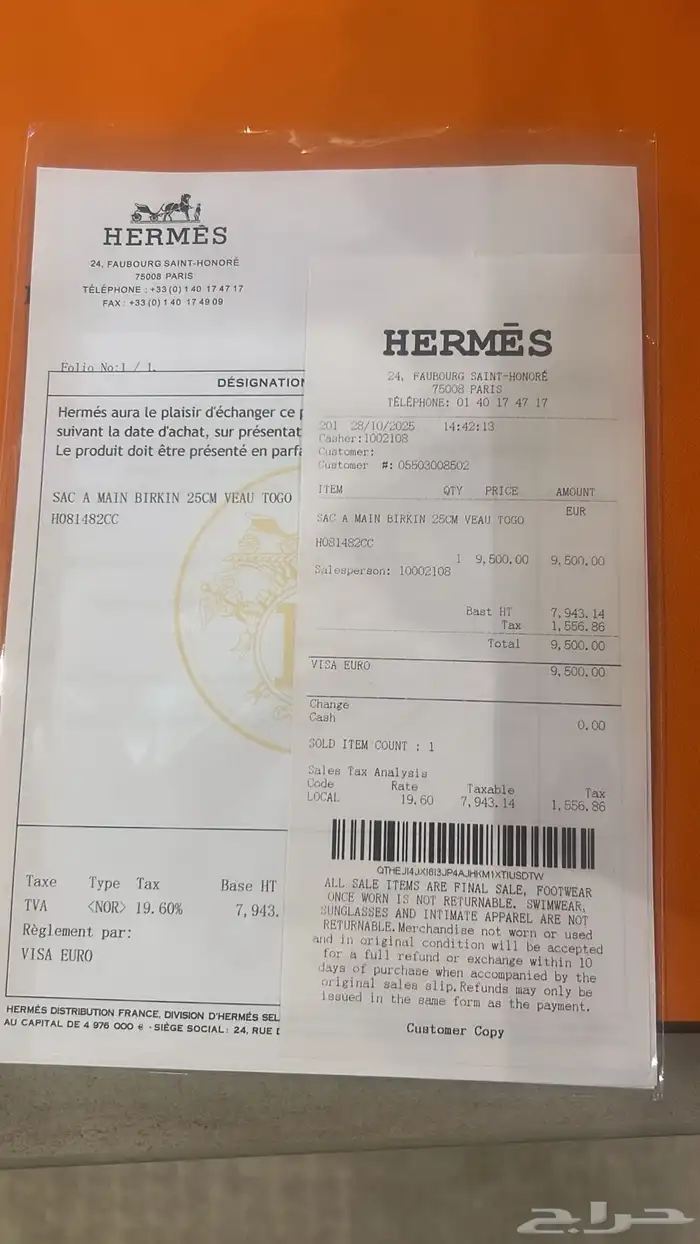 HERMÈS
24, FAUBOURG SAINT-HONORÉ
75008 PARIS
TÉLÉPHONE : +33 (0) 1 40 17 47 17
FAX : +33 (0) 1 40 17 49 09
Folio No:1 / 1.
DÉSIGNATION
Hermés aura le plaisir d'échanger ce p
suivant la date d'achat, sur présentat
Le produit doit être présenté en parfa
SAC A MAIN BIRKIN 25CM VEAU TOGO
H081482CC
Taxe Type Tax Base HT
TVA <NOR> 19.60% 7,943.
Règlement par:
VISA EURO
HERMÈS DISTRIBUTION FRANCE, DIVISION D'HERMÉS SEL
AU CAPITAL DE 4 976 000 € - SIÈGE SOCIAL: 24, RUE D
HERMĒS
24, FAUBOURG SAINT-HONORÉ
75008 PARIS
TÉLÉPHONE: 01 40 17 47 17
201 28/10/2025 14:42:13
Casher:1002108
Customer:
Customer #: 05503008502
ITEM QTY PRICE AMOUNT
EUR
SAC A MAIN BIRKIN 25CM VEAU TOGO
H081482CC
1 9,500.00 9,500.00
Salesperson: 10002108
Bast HT 7,943.14
Tax 1,556.86
Total 9,500.00
VISA EURO 9,500.00
Change
Cash 0.00
SOLD ITEM COUNT : 1
Sales Tax Analysis
Code Rate Taxable Tax
LOCAL 19.60 7,943.14 1,556.86
QTHEJI4JXI6I3JP4AJHKM1XTIUSDTW
ALL SALE ITEMS ARE FINAL SALE, FOOTWEAR
ONCE WORN IS NOT RETURNABLE. SWIMWEAR,
SUNGLASSES AND INTIMATE APPAREL ARE NOT
RETURNABLE.Merchandise not worn or used
and in original condition will be accepted
for a full refund or exchange within 10
days of purchase when accompanied by the
original sales slip.Refunds may only be
issued in the same form as the payment.
Customer Copy
حراج